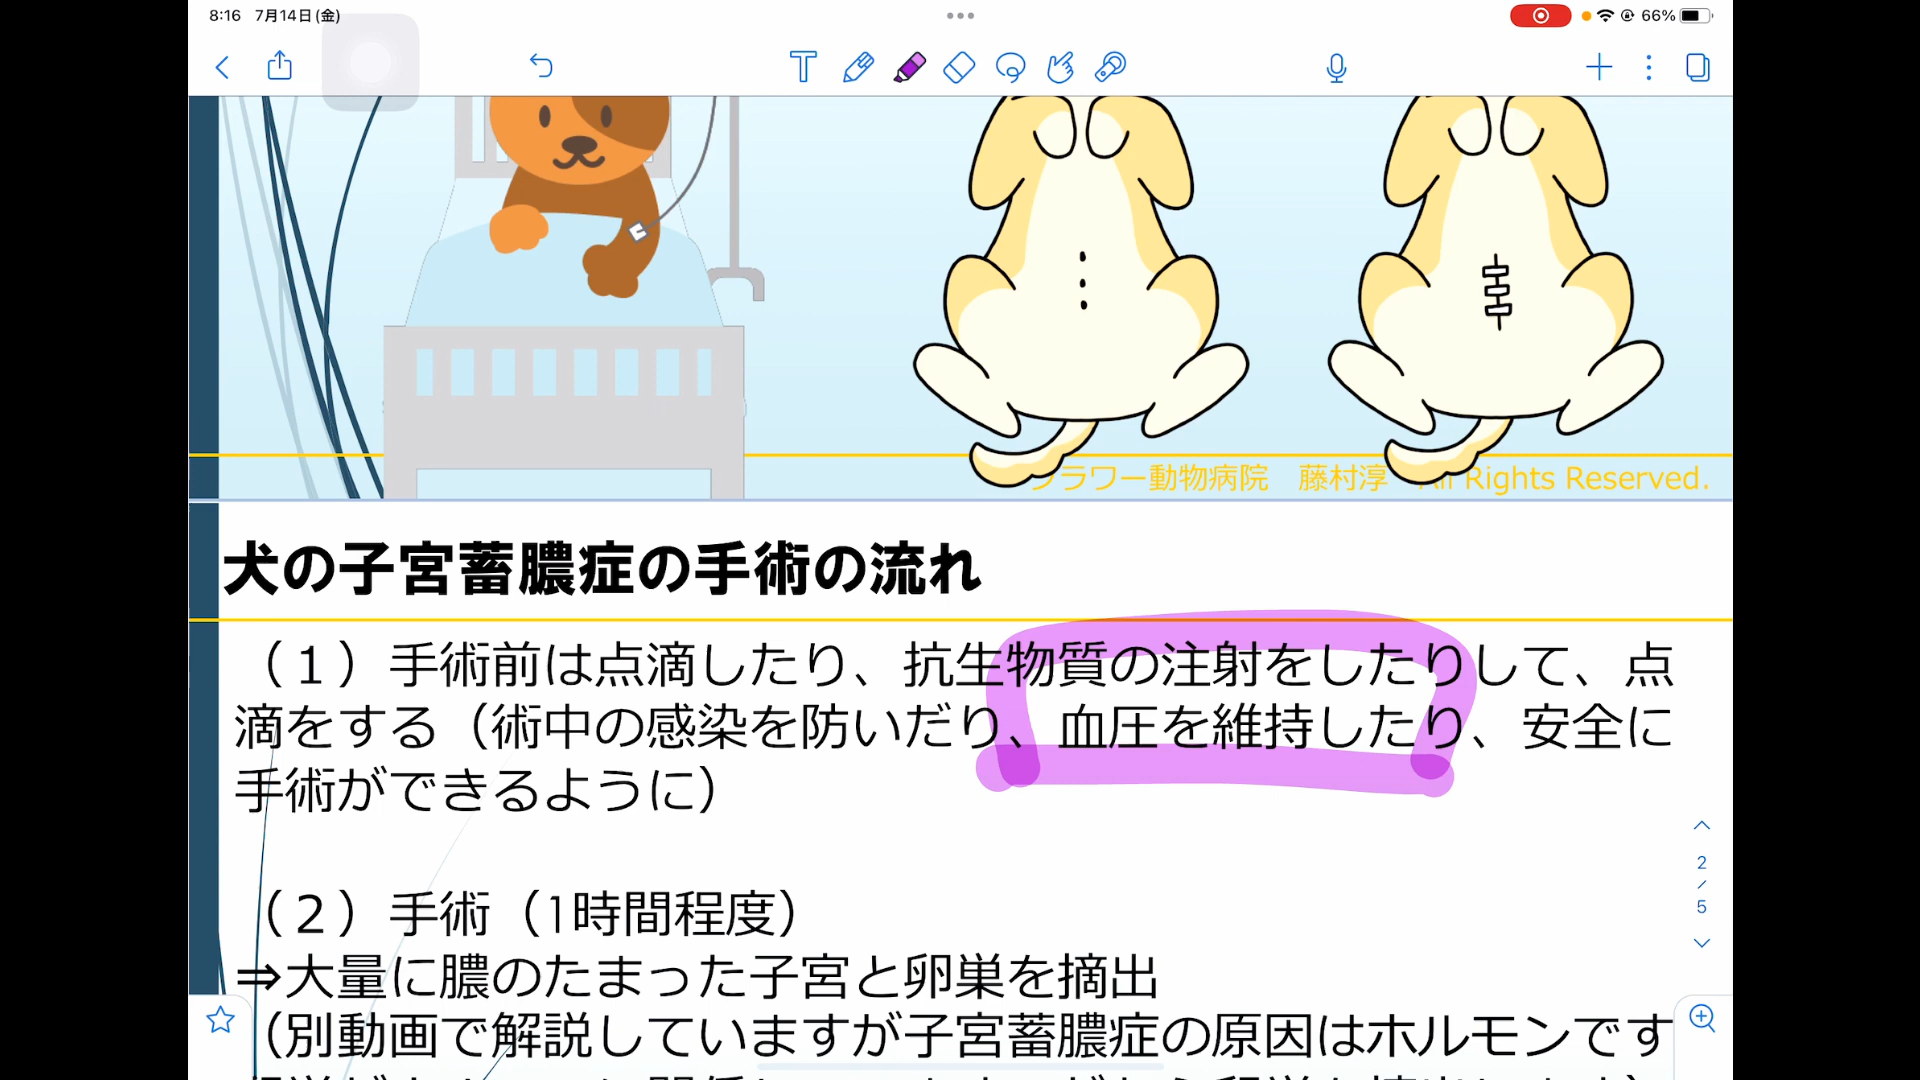 8:16 7月14日(金)
66%
フラワー動物病院 藤村淳 All Rights Reserved.
犬の子宮蓄膿症の手術の流れ
（１）手術前は点滴したり、抗生物質の注射をしたりして、点
滴をする（術中の感染を防いだり、血圧を維持したり、安全に
手術ができるように）
（２）手術（1時間程度）
⇒大量に膿のたまった子宮と卵巣を摘出
（別動画で解説していますが子宮蓄膿症の原因はホルモンです
2
/
5